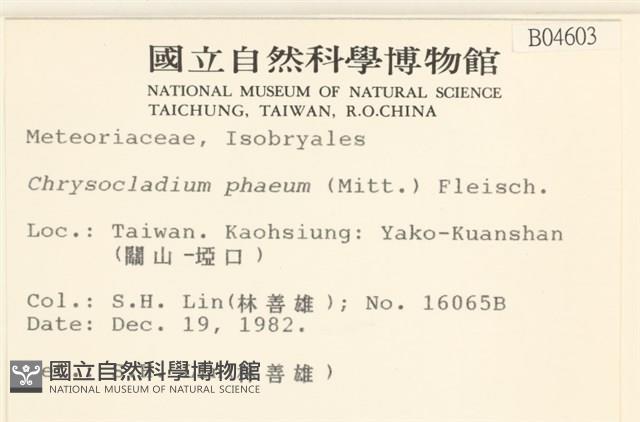 B04603
國立自然科學博物館
NATIONAL MUSEUM OF NATURAL SCIENCE
TAICHUNG, TAIWAN, R.O.CHINA
Meteoriaceae, Isobryales
Chrysocladium phaeum (Mitt.) Fleisch.
Loc.: Taiwan. Kaohsiung: Yako-Kuanshan
(關山-埡口)
Col.: S.H. Lin(林善雄); No. 16065B
Date: Dec. 19, 1982.
善雄)
國立自然科學博物館
NATIONAL MUSEUM OF NATURAL SCIENCE